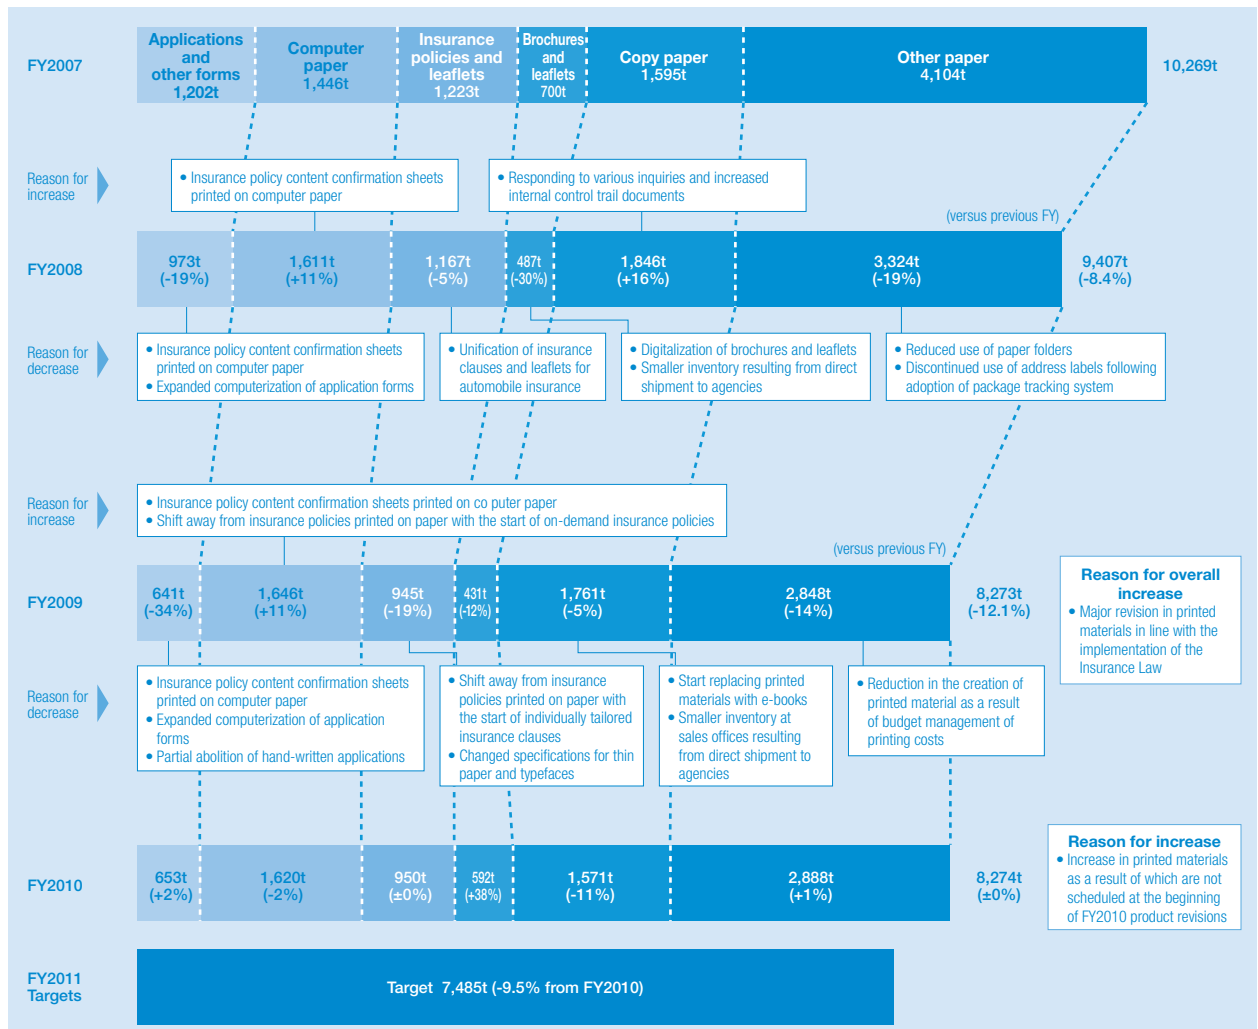 FY2007
Applications
and
other forms
1,202t
Computer
paper
1,446t
Insurance
policies and
leaflets
1,223t
Brochures
and
leaflets
700t
Copy paper
1,595t
Other paper
4,104t
10,269t
Reason for
increase
• Insurance policy content confirmation sheets
printed on computer paper
• Responding to various inquiries and increased
internal control trail documents
(versus previous FY)
FY2008
973t
(-19%)
1,611t
(+11%)
1,167t
(-5%)
487t
(-30%)
1,846t
(+16%)
3,324t
(-19%)
9,407t
(-8.4%)
Reason for
decrease
• Insurance policy content confirmation sheets
printed on computer paper
• Expanded computerization of application forms
• Unification of insurance
clauses and leaflets for
automobile insurance
• Digitalization of brochures and leaflets
• Smaller inventory resulting from direct
shipment to agencies
• Reduced use of paper folders
• Discontinued use of address labels following
adoption of package tracking system
Reason for
increase
• Insurance policy content confirmation sheets printed on co puter paper
• Shift away from insurance policies printed on paper with the start of on-demand insurance policies
(versus previous FY)
FY2009
641t
(-34%)
1,646t
(+11%)
945t
(-19%)
431t
(-12%)
1,761t
(-5%)
2,848t
(-14%)
8,273t
(-12.1%)
Reason for overall
increase
• Major revision in printed
materials in line with the
implementation of the
Insurance Law
Reason for
decrease
• Insurance policy content confirmation sheets
printed on computer paper
• Expanded computerization of application
forms
• Partial abolition of hand-written applications
• Shift away from insurance
policies printed on paper with
the start of individually tailored
insurance clauses
• Changed specifications for thin
paper and typefaces
• Start replacing printed
materials with e-books
• Smaller inventory at
sales offices resulting
from direct shipment to
agencies
• Reduction in the creation of
printed material as a result
of budget management of
printing costs
FY2010
653t
(+2%)
1,620t
(-2%)
950t
(±0%)
592t
(+38%)
1,571t
(-11%)
2,888t
(+1%)
8,274t
(±0%)
Reason for increase
• Increase in printed materials
as a result of which are not
scheduled at the beginning
of FY2010 product revisions
FY2011
Targets
Target 7,485t (-9.5% from FY2010)